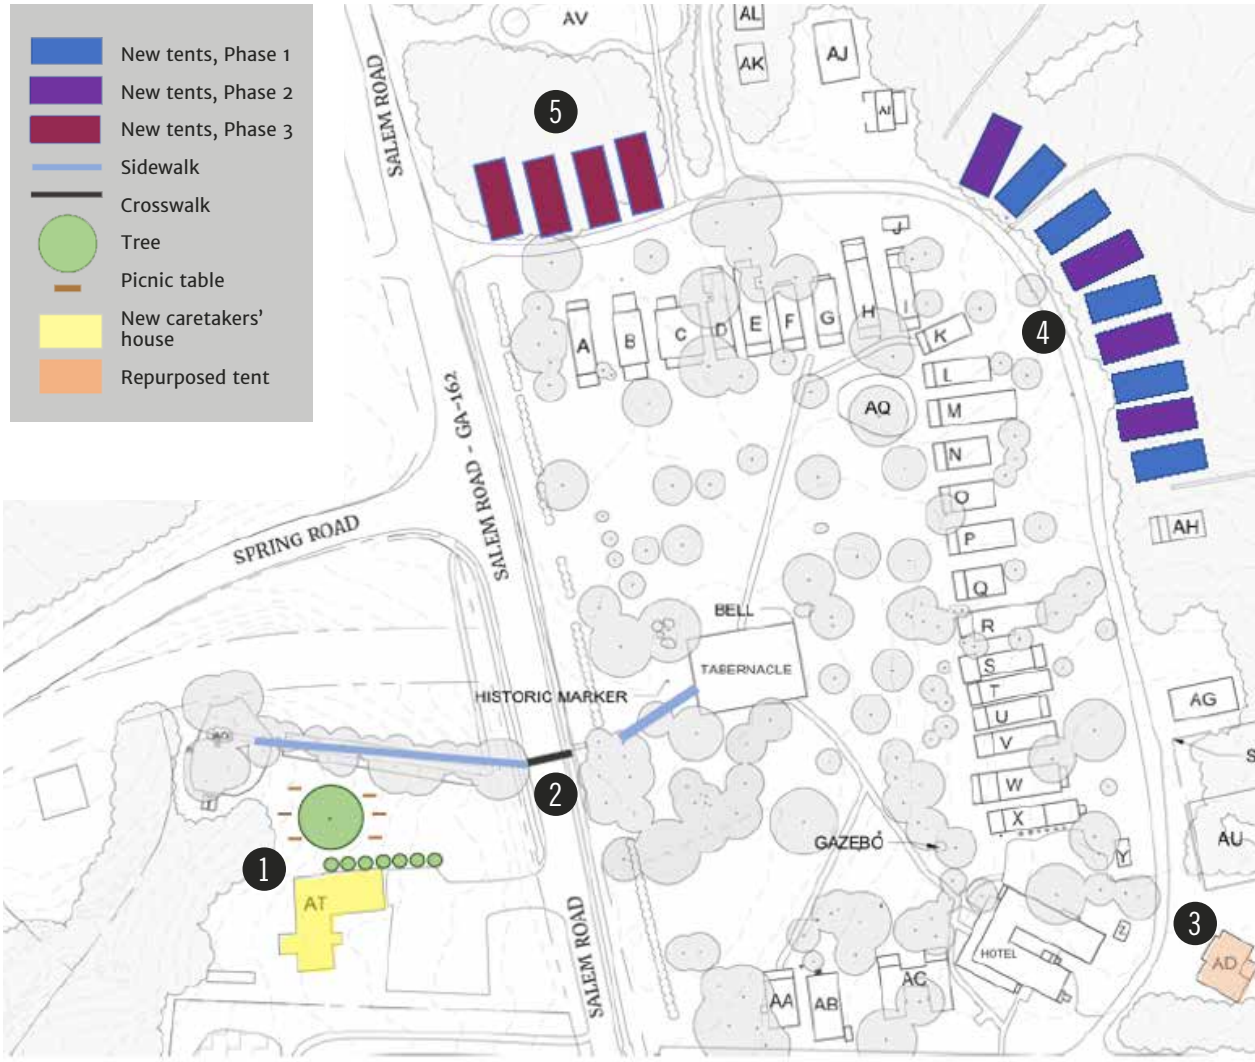 New tents, Phase 1
New tents, Phase 2
New tents, Phase 3
Sidewalk
Crosswalk
Tree
Picnic table
New caretakers'
house
Repurposed tent
SALEM ROAD
AV
AL
AK
AJ
AI
5
J
A
B
C
D
E
F
G
H
I
K
L
M
N
O
P
Q
R
S
T
U
V
W
X
Y
Z
4
AQ
AH
SALEM ROAD - GA-162
SPRING ROAD
BELL
TABERNACLE
HISTORIC MARKER
AG
S
2
1
GAZEBO
AU
AT
3
AD
SALEM ROAD
HOTEL
AA
AB
AC